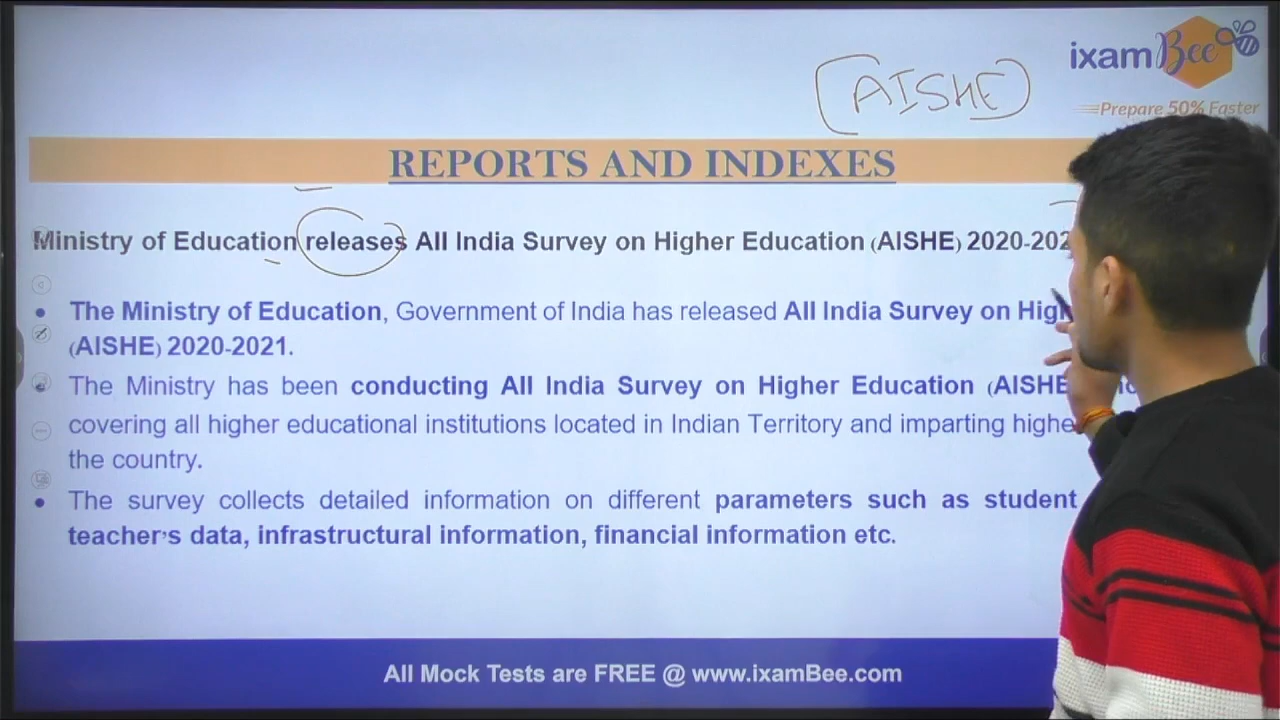 ixamBee
Prepare 50% Faster
(AISHE)
REPORTS AND INDEXES
Ministry of Education releases All India Survey on Higher Education (AISHE) 2020-202
The Ministry of Education, Government of India has released All India Survey on High
(AISHE) 2020-2021.
The Ministry has been conducting All India Survey on Higher Education (AISHE
covering all higher educational institutions located in Indian Territory and imparting highe
the country.
The survey collects detailed information on different parameters such as student
teacher's data, infrastructural information, financial information etc.
All Mock Tests are FREE @ www.ixamBee.com